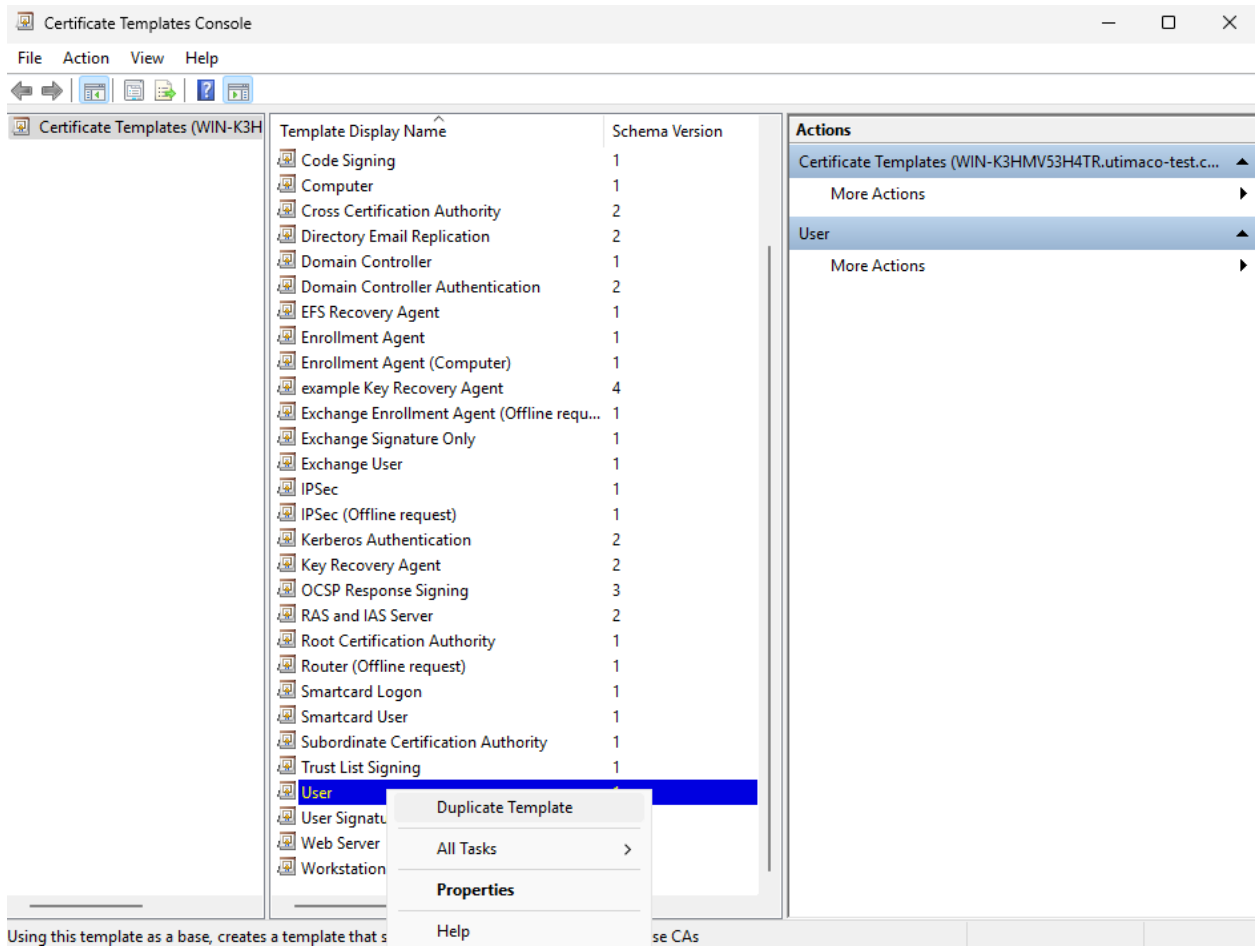 Certificate Templates Console
File Action View Help
Certificate Templates (WIN-K3H
Template Display Name Schema Version
Code Signing 1
Computer 1
Cross Certification Authority 2
Directory Email Replication 2
Domain Controller 1
Domain Controller Authentication 2
EFS Recovery Agent 1
Enrollment Agent 1
Enrollment Agent (Computer) 1
example Key Recovery Agent 4
Exchange Enrollment Agent (Offline requ... 1
Exchange Signature Only 1
Exchange User 1
IPSec 1
IPSec (Offline request) 1
Kerberos Authentication 2
Key Recovery Agent 2
OCSP Response Signing 3
RAS and IAS Server 2
Root Certification Authority 1
Router (Offline request) 1
Smartcard Logon 1
Smartcard User 1
Subordinate Certification Authority 1
Trust List Signing 1
User
User Signatu
Web Server
Workstation
Duplicate Template
All Tasks
Properties
Help
Actions
Certificate Templates (WIN-K3HMV53H4TR.utimaco-test.c...
More Actions
User
More Actions
Using this template as a base, creates a template that s se CAs